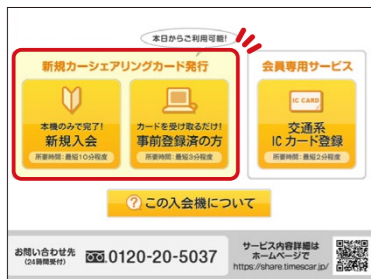 本日からご利用可能!
新規カーシェアリングカード発行
本機のみで完了!
新規入会
所要時間:最短10分程度
カードを受け取るだけ!
事前登録済の方
所要時間:最短3分程度
会員専用サービス
IC CARD
交通系
ICカード登録
所要時間:最短2分程度
? この入会機について
お問い合わせ先
(24時間受付)
0120-20-5037
サービス内容詳細は
ホームページで
https://share.timescar.jp/